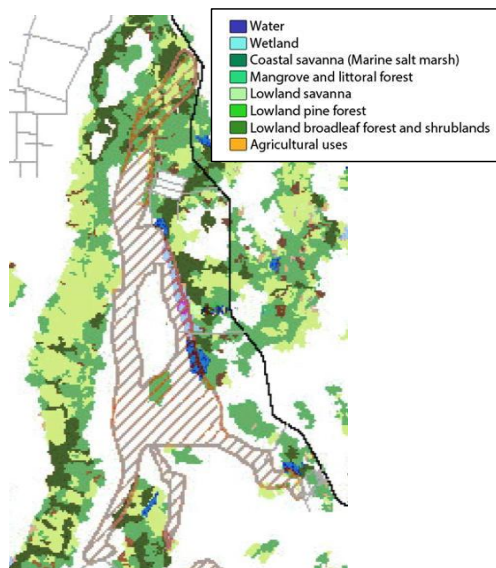 Water
Wetland
Coastal savanna (Marine salt marsh)
Mangrove and littoral forest
Lowland savanna
Lowland pine forest
Lowland broadleaf forest and shrublands
Agricultural uses